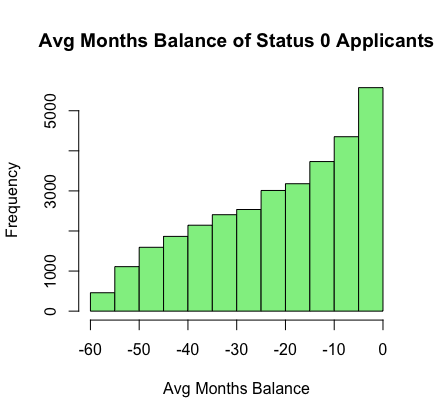 Avg Months Balance of Status 0 Applicants
5000
3000
1000
0
Frequency
-60 -50 -40 -30 -20 -10 0
Avg Months Balance